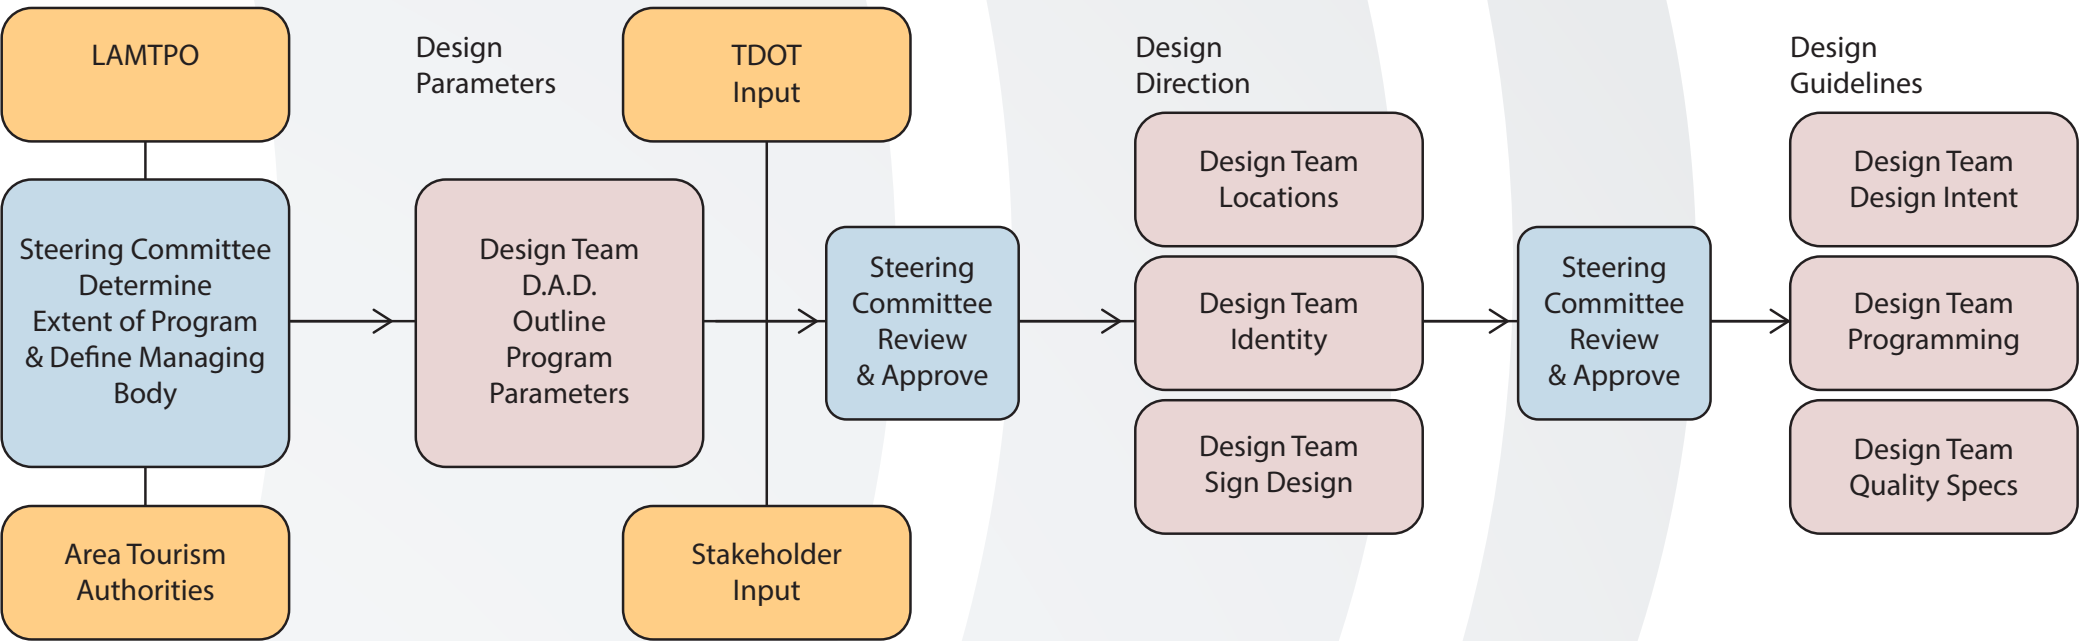 LAMTPO
Steering Committee
Determine
Extent of Program
& Define Managing
Body
Area Tourism
Authorities
Design
Parameters
Design Team
D.A.D.
Outline
Program
Parameters
TDOT
Input
Stakeholder
Input
Steering
Committee
Review
& Approve
Design
Direction
Design Team
Locations
Design Team
Identity
Design Team
Sign Design
Steering
Committee
Review
& Approve
Design
Guidelines
Design Team
Design Intent
Design Team
Programming
Design Team
Quality Specs